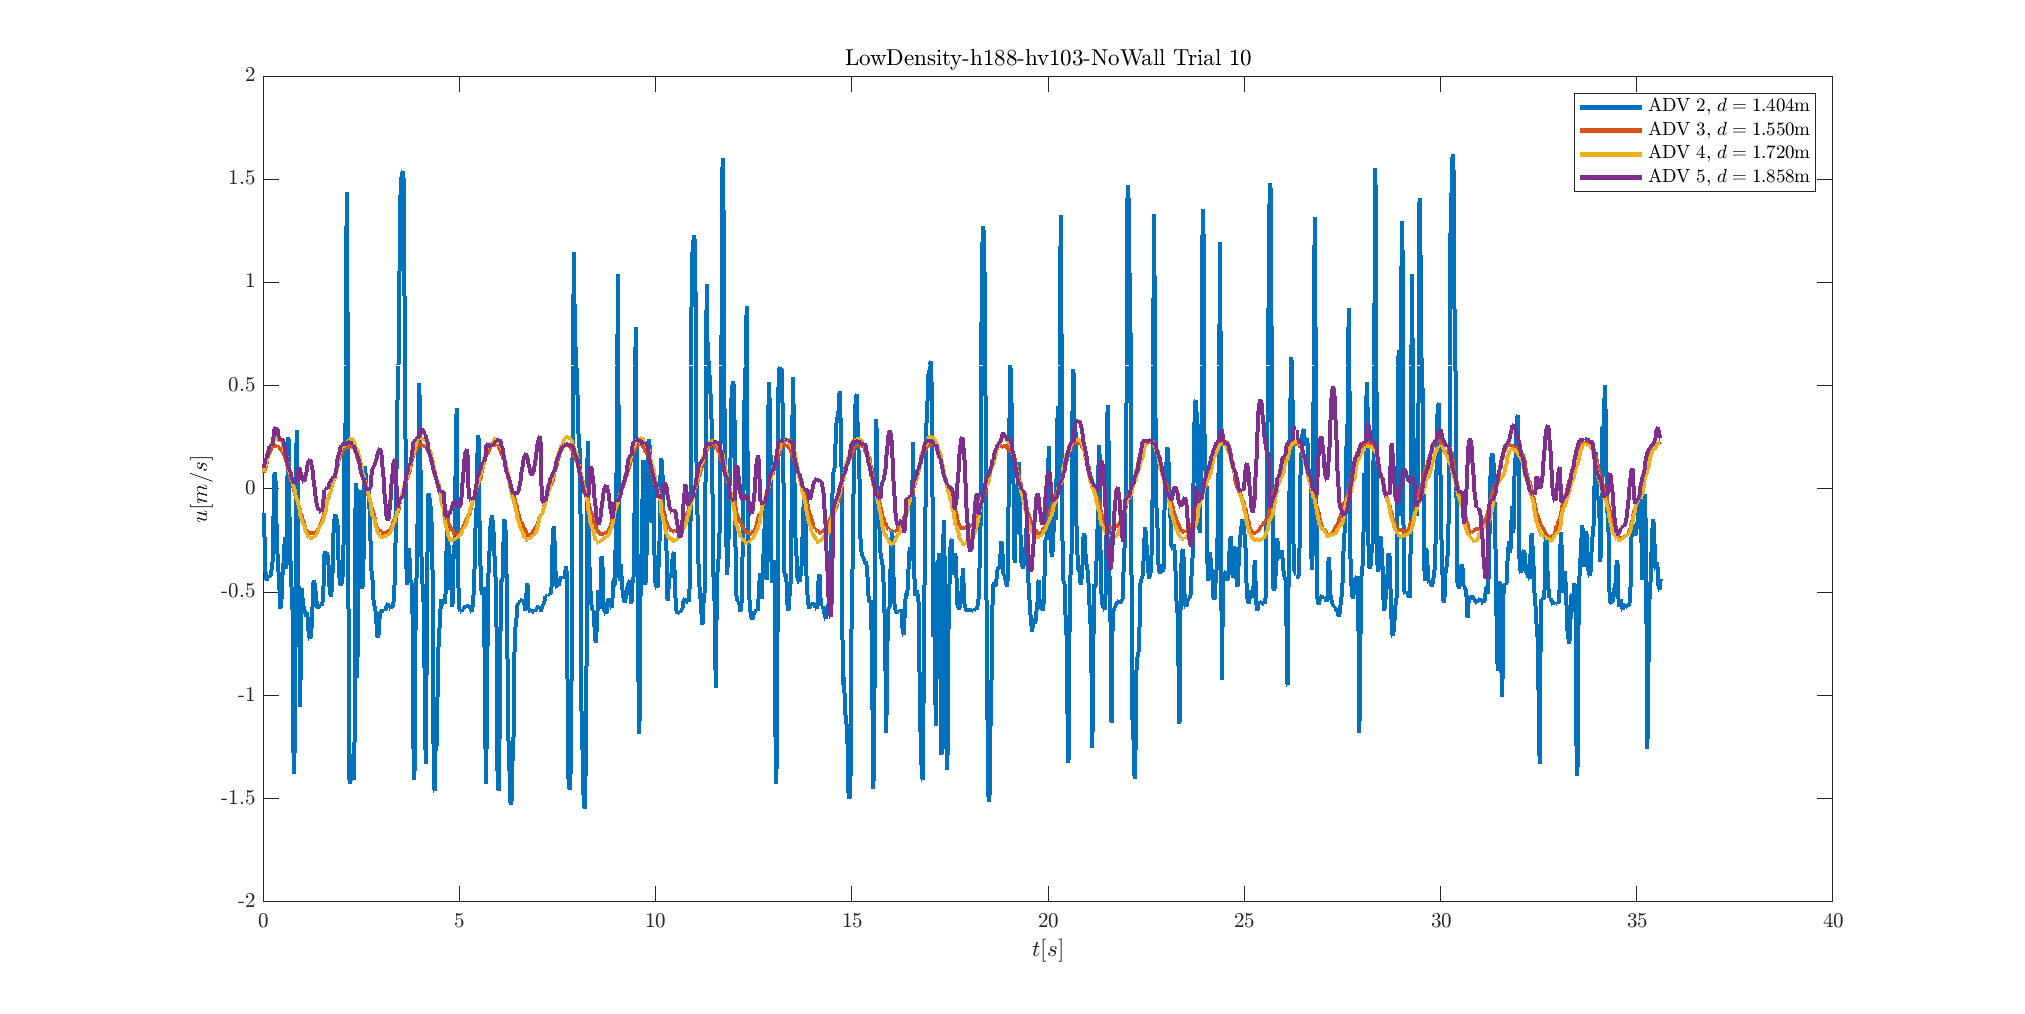 LowDensity-h188-hv103-NoWall Trial 10
2
1.5
1
0.5
0
-0.5
-1
-1.5
-2
u[m/s]
ADV 2, d = 1.404m
ADV 3, d = 1.550m
ADV 4, d = 1.720m
ADV 5, d = 1.858m
0 5 10 15 20 25 30 35 40
t[s]